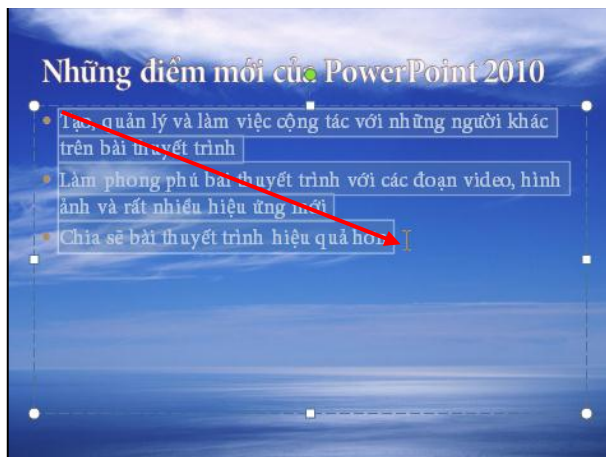 Những điểm mới của PowerPoint 2010
Tạo, quản lý và làm việc cộng tác với những người khác
trên bài thuyết trình
Làm phong phú bài thuyết trình với các đoạn video, hình
ảnh và rất nhiều hiệu ứng mới
Chia sẽ bài thuyết trình hiệu quả hơn